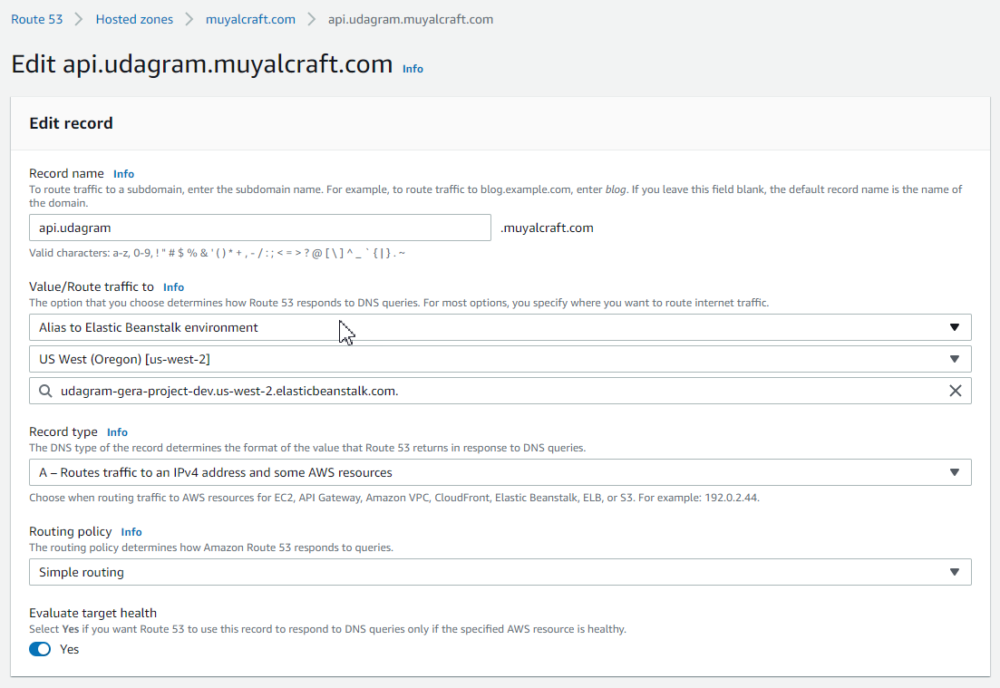 Route 53 > Hosted zones > muyalcraft.com > api.udagram.muyalcraft.com
Edit api.udagram.muyalcraft.com Info
Edit record
Record name Info
To route traffic to a subdomain, enter the subdomain name. For example, to route traffic to blog.example.com, enter blog. If you leave this field blank, the default record name is the name of
the domain.
api.udagram .muyalcraft.com
Valid characters: a-z, 0-9, ! " # $ % & ' ( ) * + , - / : ; < = > ? @ [ \ ] ^ _ ` { | } . ~
Value/Route traffic to Info
The option that you choose determines how Route 53 responds to DNS queries. For most options, you specify where you want to route internet traffic.
Alias to Elastic Beanstalk environment
US West (Oregon) [us-west-2]
udagram-gera-project-dev.us-west-2.elasticbeanstalk.com.
Record type Info
The DNS type of the record determines the format of the value that Route 53 returns in response to DNS queries.
A – Routes traffic to an IPv4 address and some AWS resources
Choose when routing traffic to AWS resources for EC2, API Gateway, Amazon VPC, CloudFront, Elastic Beanstalk, ELB, or S3. For example: 192.0.2.44.
Routing policy Info
The routing policy determines how Amazon Route 53 responds to queries.
Simple routing
Evaluate target health
Select Yes if you want Route 53 to use this record to respond to DNS queries only if the specified AWS resource is healthy.
Yes